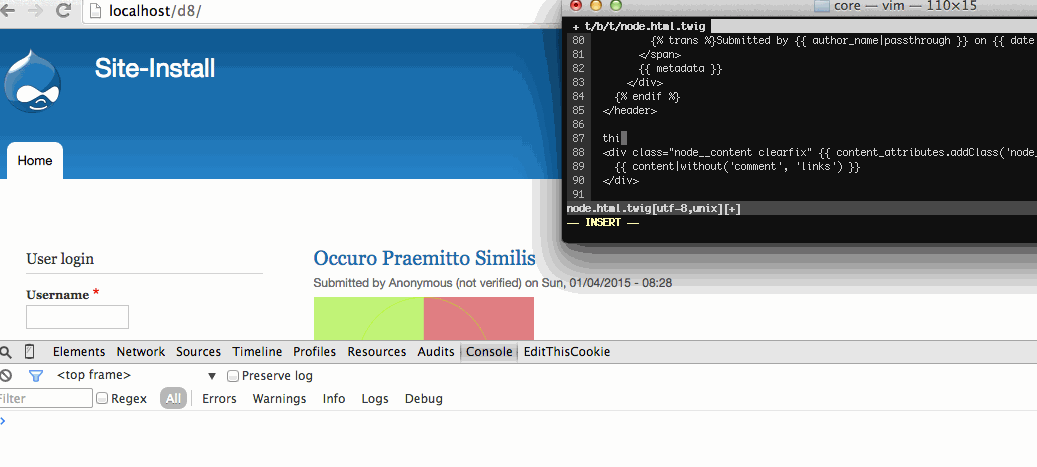 localhost/d8/
Site-Install
Home
User login
Username *
Occuro Praemitto Similis
Submitted by Anonymous (not verified) on Sun, 01/04/2015 - 08:28
core — vim — 110×15
+ t/b/t/node.html.twig
80 {% trans %}Submitted by {{ author_name|passthrough }} on {{ date
81 </span>
82 {{ metadata }}
83 </div>
84 {% endif %}
85 </header>
86
87 thi
88 <div class="node__content clearfix" {{ content_attributes.addClass('node_
89 {{ content|without('comment', 'links') }}
90 </div>
91
node.html.twig[utf-8,unix][+]
-- INSERT --
Elements Network Sources Timeline Profiles Resources Audits Console EditThisCookie
<top frame> ▼ Preserve log
Filter Regex All Errors Warnings Info Logs Debug
>